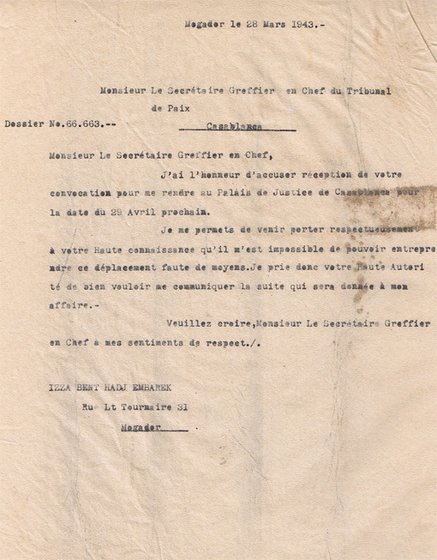 Mogador le 28 Mars 1943.-
Monsieur Le Secrétaire Greffier en Chef du Tribunal
de Paix
Dossier No.66.663.--
Casablanca
Monsieur Le Secrétaire Greffier en Chef,
J'ai l'honneur d'accuser réception de votre
convocation pour me rendre au Palais de Justice de Casablanca pour
la date du 29 Avril prochain.
Je me permets de venir perter respectueusement
à votre Haute connaissance qu'il m'est impossible de pouvoir entrepre
ndre ce déplacement faute de moyens.Je prie donc votre Haute Autori
té de bien vouloir me communiquer la suite qui sera donnée à mon
affaire.-
Veuillez croire,Monsieur Le Secrétaire Greffier
en Chef à mes sentiments de respect./.
IZZA BENT HADJ EMBAREK
Rue Lt Tournaire 31
Mogador